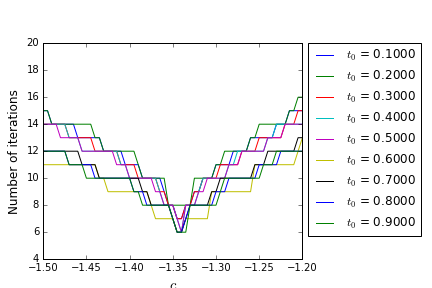 20
18
16
14
12
10
8
6
4
Number of iterations
−1.50 −1.45 −1.40 −1.35 −1.30 −1.25 −1.20
c
t₀ = 0.1000
t₀ = 0.2000
t₀ = 0.3000
t₀ = 0.4000
t₀ = 0.5000
t₀ = 0.6000
t₀ = 0.7000
t₀ = 0.8000
t₀ = 0.9000